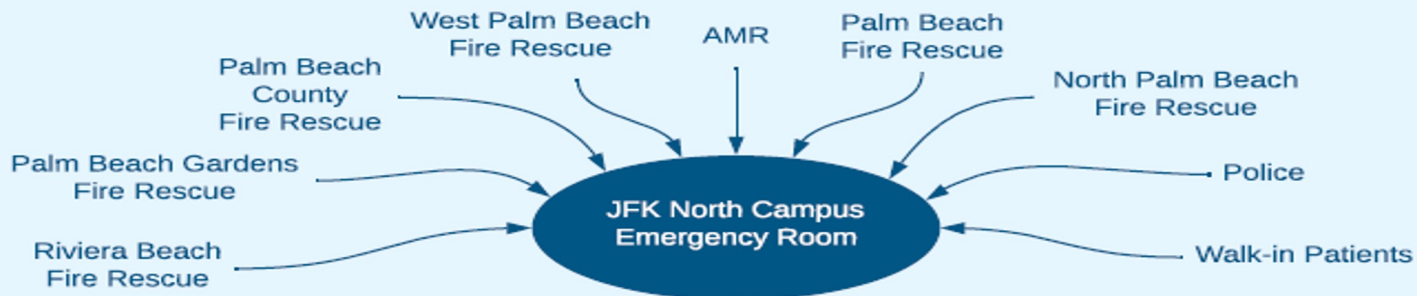 West Palm Beach
Fire Rescue
AMR
Palm Beach
Fire Rescue
Palm Beach
County
Fire Rescue
North Palm Beach
Fire Rescue
Palm Beach Gardens
Fire Rescue
Police
JFK North Campus
Emergency Room
Riviera Beach
Fire Rescue
Walk-in Patients